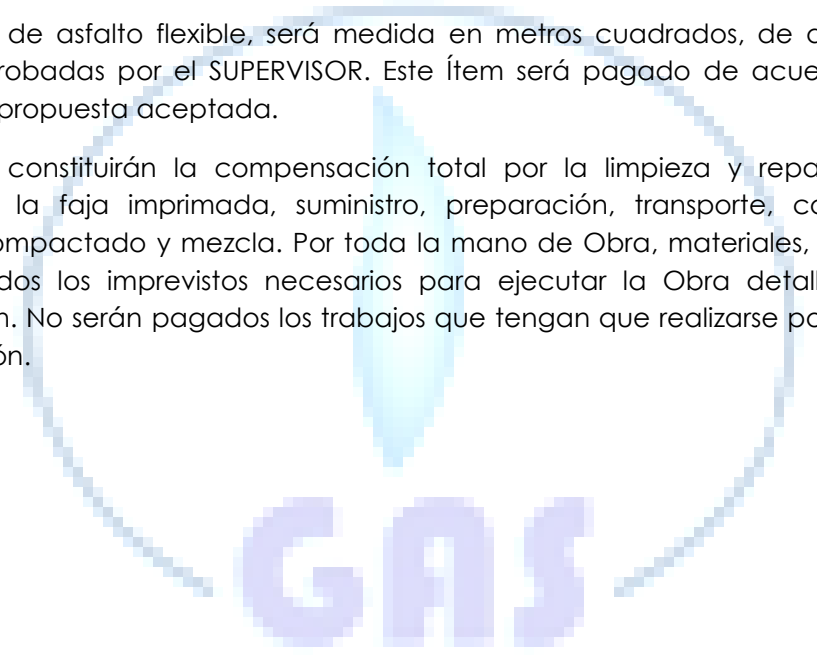 de asfalto flexible, será medida en metros cuadrados, de
robadas por el SUPERVISOR. Este Ítem será pagado de acue
propuesta aceptada.
constituirán la compensación total por la limpieza y repa
la faja imprimada, suministro, preparación, transporte, co
ompactado y mezcla. Por toda la mano de Obra, materiales,
dos los imprevistos necesarios para ejecutar la Obra detall
n. No serán pagados los trabajos que tengan que realizarse po
ón.
GAS